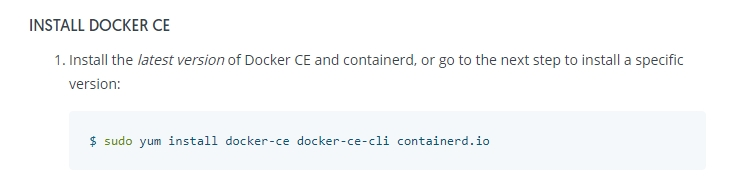 INSTALL DOCKER CE
1. Install the latest version of Docker CE and containerd, or go to the next step to install a specific
version:
$ sudo yum install docker-ce docker-ce-cli containerd.io